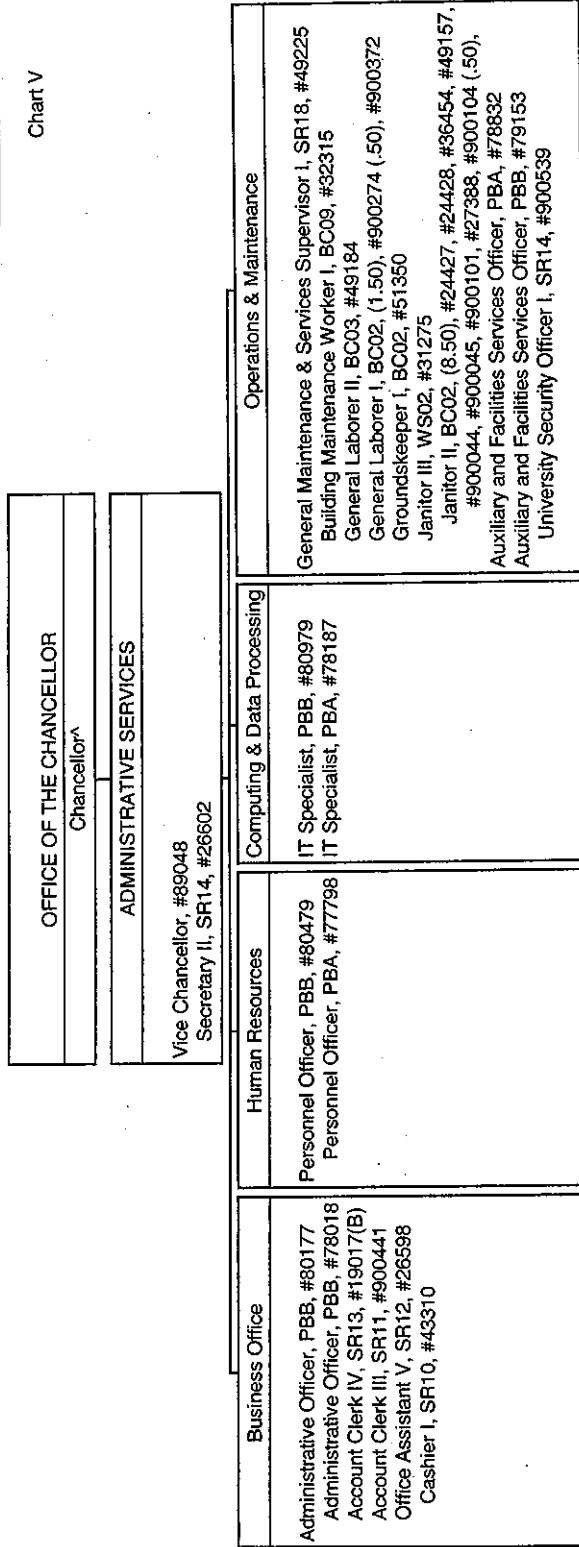 Chart V
OFFICE OF THE CHANCELLOR
Chancellor^
ADMINISTRATIVE SERVICES
Vice Chancellor, #89048
Secretary II, SR14, #26602
Business Office
Administrative Officer, PBB, #80177
Administrative Officer, PBB, #78018
Account Clerk IV, SR13, #19017(B)
Account Clerk III, SR11, #900441
Office Assistant V, SR12, #26598
Cashier I, SR10, #43310
Human Resources
Personnel Officer, PBB, #80479
Personnel Officer, PBA, #77798
Computing & Data Processing
IT Specialist, PBB, #80979
IT Specialist, PBA, #78187
Operations & Maintenance
General Maintenance & Services Supervisor I, SR18, #49225
Building Maintenance Worker I, BC09, #32315
General Laborer II, BC03, #49184
General Laborer I, BC02, (1.50), #900274 (.50), #900372
Groundskeeper I, BC02, #51350
Janitor III, WS02, #31275
Janitor II, BC02, (8.50), #24427, #24428, #36454, #49157,
#900044, #900045, #900101, #27388, #900104 (.50),
Auxiliary and Facilities Services Officer, PBA, #78832
Auxiliary and Facilities Services Officer, PBB, #79153
University Security Officer I, SR14, #900539